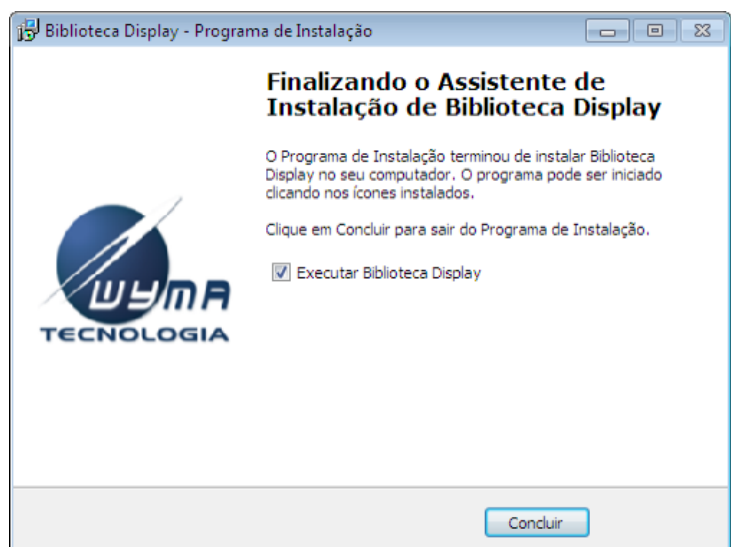 Biblioteca Display - Programa de Instalação
Finalizando o Assistente de
Instalação de Biblioteca Display
O Programa de Instalação terminou de instalar Biblioteca
Display no seu computador. O programa pode ser iniciado
clicando nos ícones instalados.
Clique em Concluir para sair do Programa de Instalação.
Executar Biblioteca Display
WYMA
TECNOLOGIA
Concluir